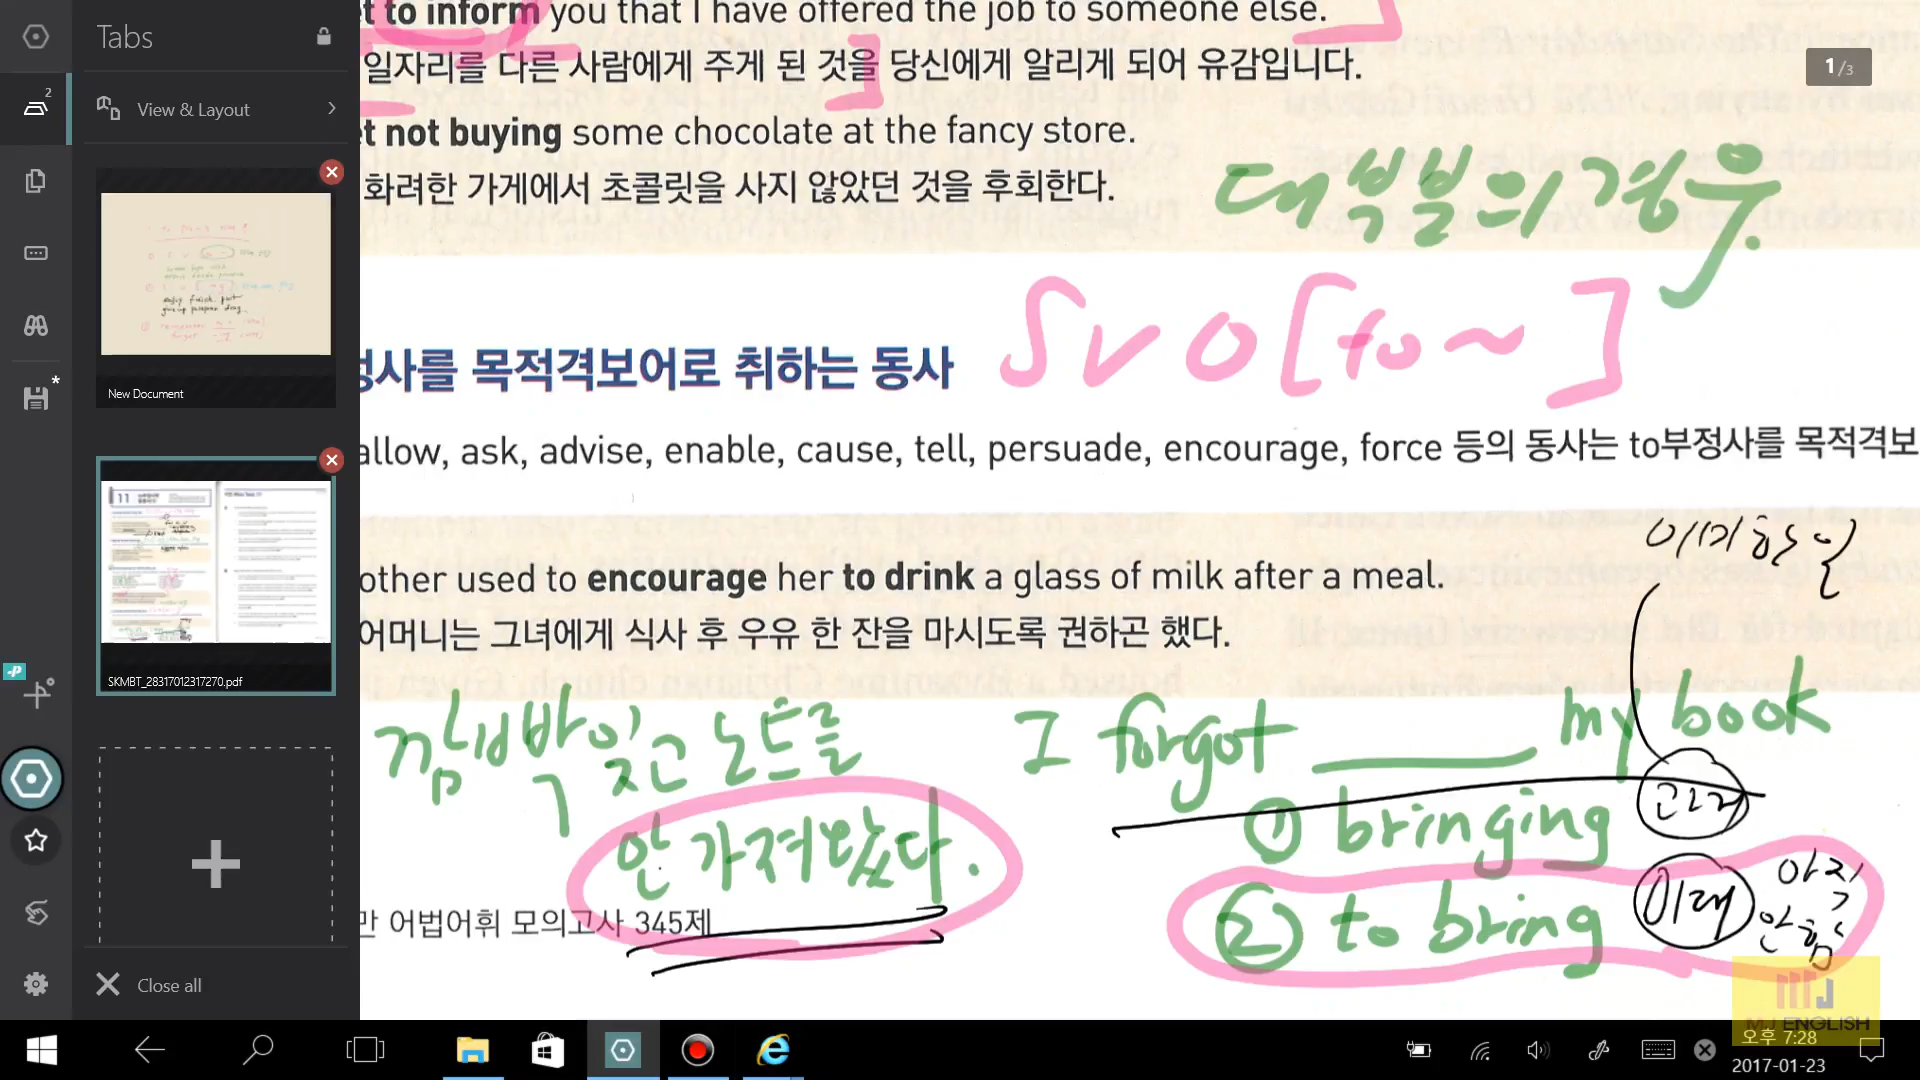 Tabs
2
View & Layout
New Document
SKMBT_28317012317270.pdf
Close all
1/3
et to inform you that I have offered the job to someone else.
일자리를 다른 사람에게 주게 된 것을 당신에게 알리게 되어 유감입니다.
et not buying some chocolate at the fancy store.
화려한 가게에서 초콜릿을 사지 않았던 것을 후회한다.
대부분의 경우.
S V O [to ~]
정사를 목적격보어로 취하는 동사
allow, ask, advise, enable, cause, tell, persuade, encourage, force 등의 동사는 to부정사를 목적격보
이미 한 일
other used to encourage her to drink a glass of milk after a meal.
어머니는 그녀에게 식사 후 우유 한 잔을 마시도록 권하곤 했다.
깜빡 잊고 노트를
안 가져왔다.
I forgot ______ my book
① bringing 과거
② to bring 미래 아직 안함
만 어법어휘 모의고사 345제
MJ ENGLISH
오후 7:28
2017-01-23